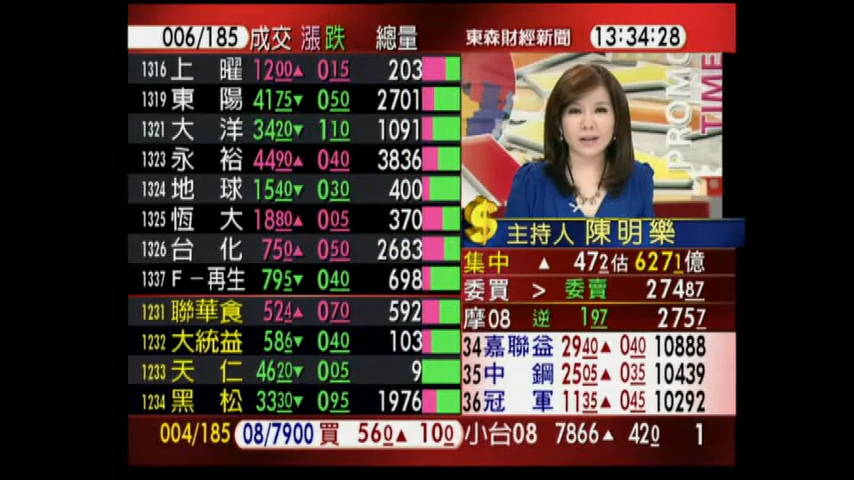 006/185 成交 漲 跌 總量 東森財經新聞 13:34:28
1316 上曜 1200▲ 015 203
1319 東陽 4175▼ 050 2701
1321 大洋 3420▼ 110 1091
1323 永裕 4490▲ 040 3836
1324 地球 1540▼ 030 400
1325 恆大 1880▲ 005 370
1326 台化 750▲ 050 2683
1337 F-再生 795▼ 040 698
1231 聯華食 524▲ 070 592
1232 大統益 586▼ 040 103
1233 天仁 4620▼ 005 9
1234 黑松 3330▼ 095 1976
PROMO
TIME
主持人 陳明樂
集中 ▲ 472估 6271億
委買 > 委賣 27487
摩08 逆 197 2757
34 嘉聯益 2940▲ 040 10888
35 中鋼 2505▲ 035 10439
36 冠軍 1135▲ 045 10292
004/185 08/7900 買 560▲ 100 小台08 7866▲ 420 1